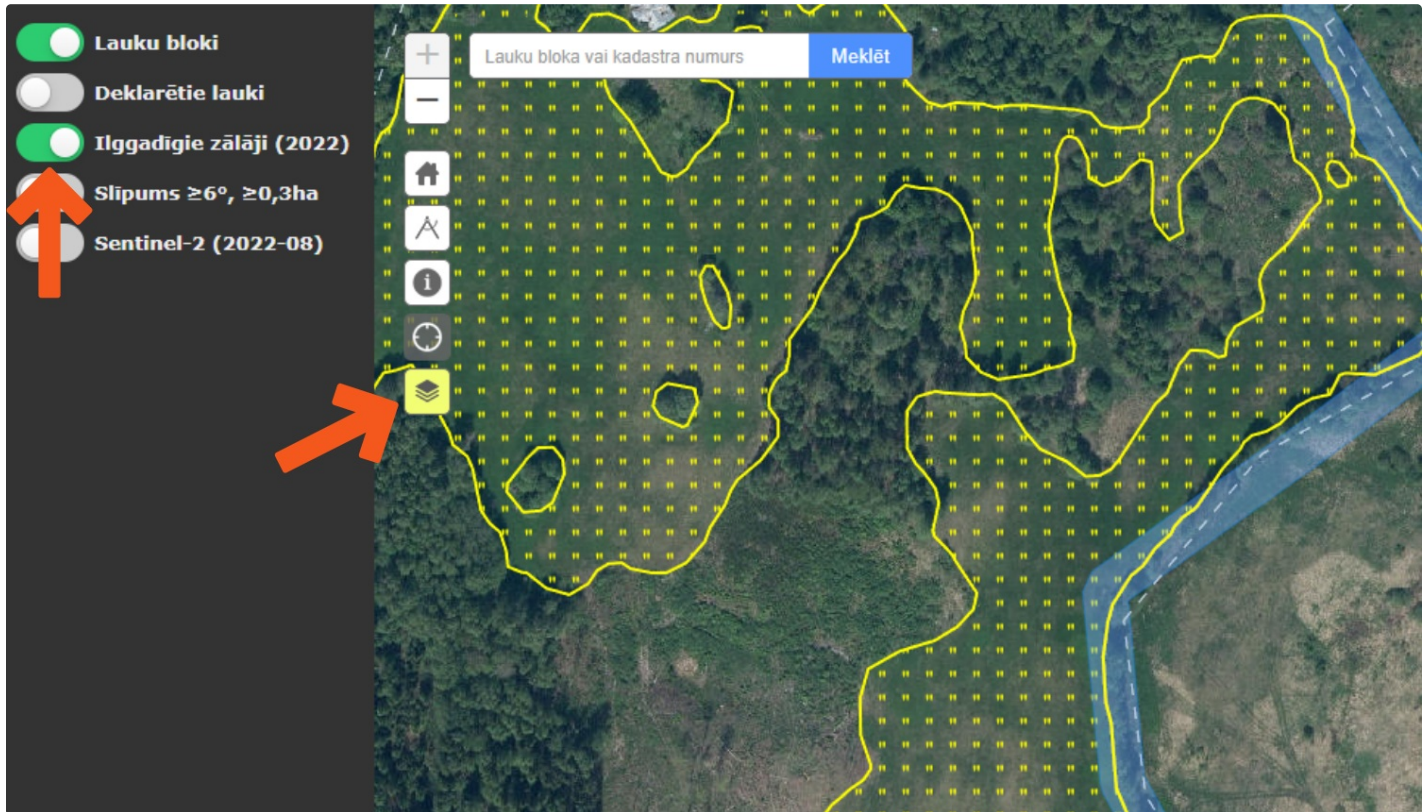 Lauku bloki
Deklarētie lauki
Ilggadīgie zālāji (2022)
Slīpums ≥6°, ≥0,3ha
Sentinel-2 (2022-08)
Lauku bloka vai kadastra numurs
Meklēt